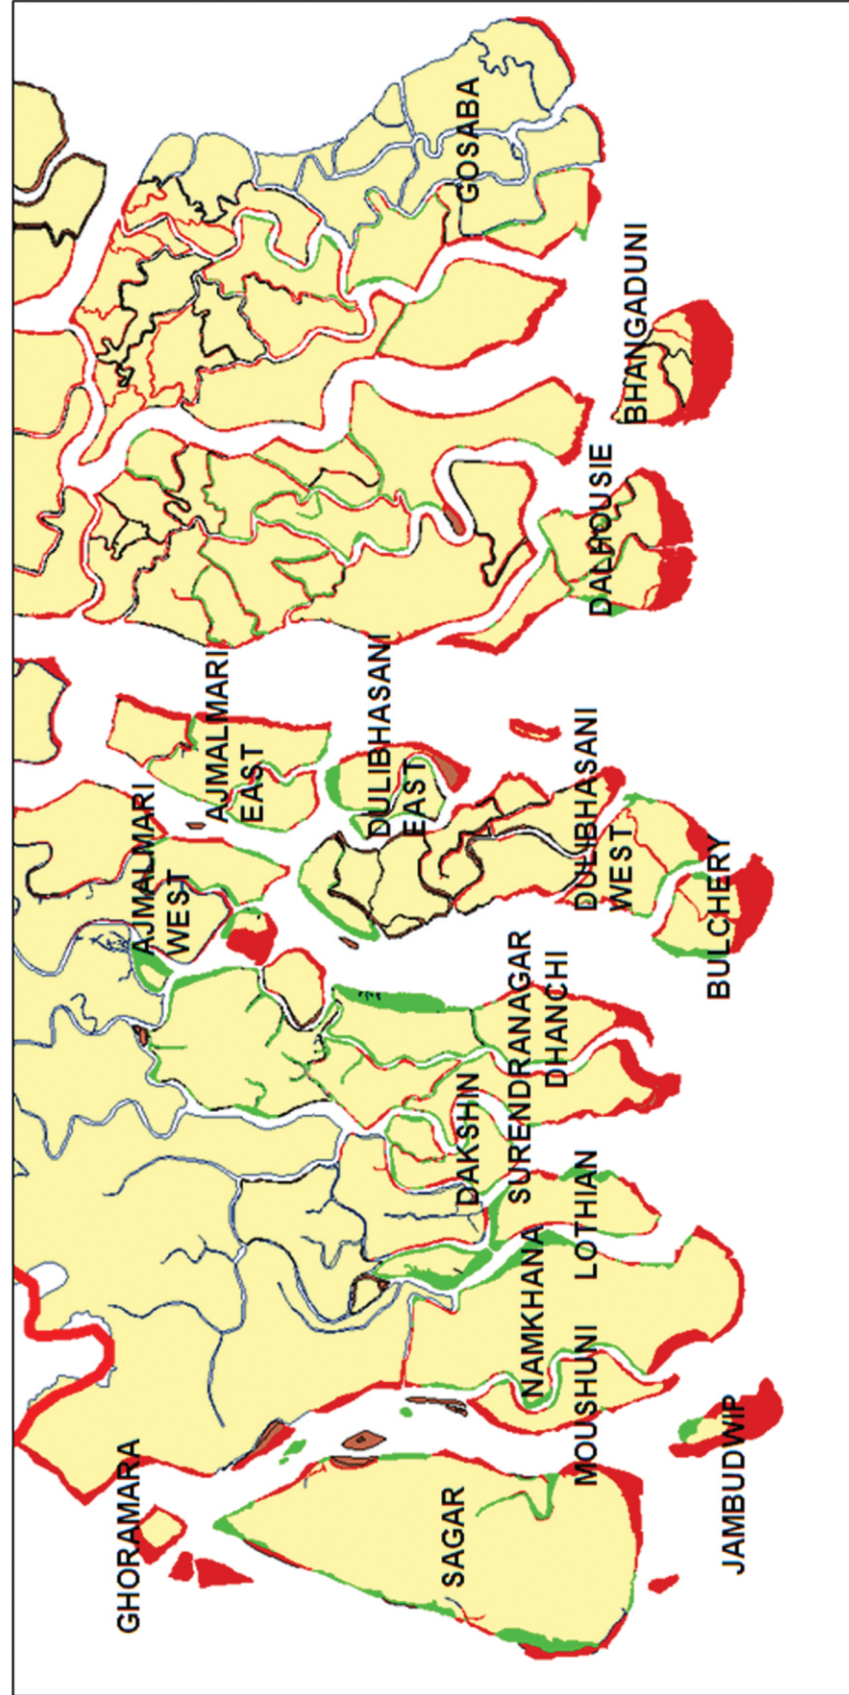 GHORAMARA
SAGAR
JAMBUDWIP
MOUSHUNI
NAMKHANA
LOTHIAN
DAKSHIN
SURENDRANAGAR
DHANCHI
AJMALMARI
WEST
BULCHERY
DULIBHASANI
WEST
DULIBHASANI
EAST
AJMALMARI
EAST
DALHOUSIE
BHANGADUNI
GOSABA